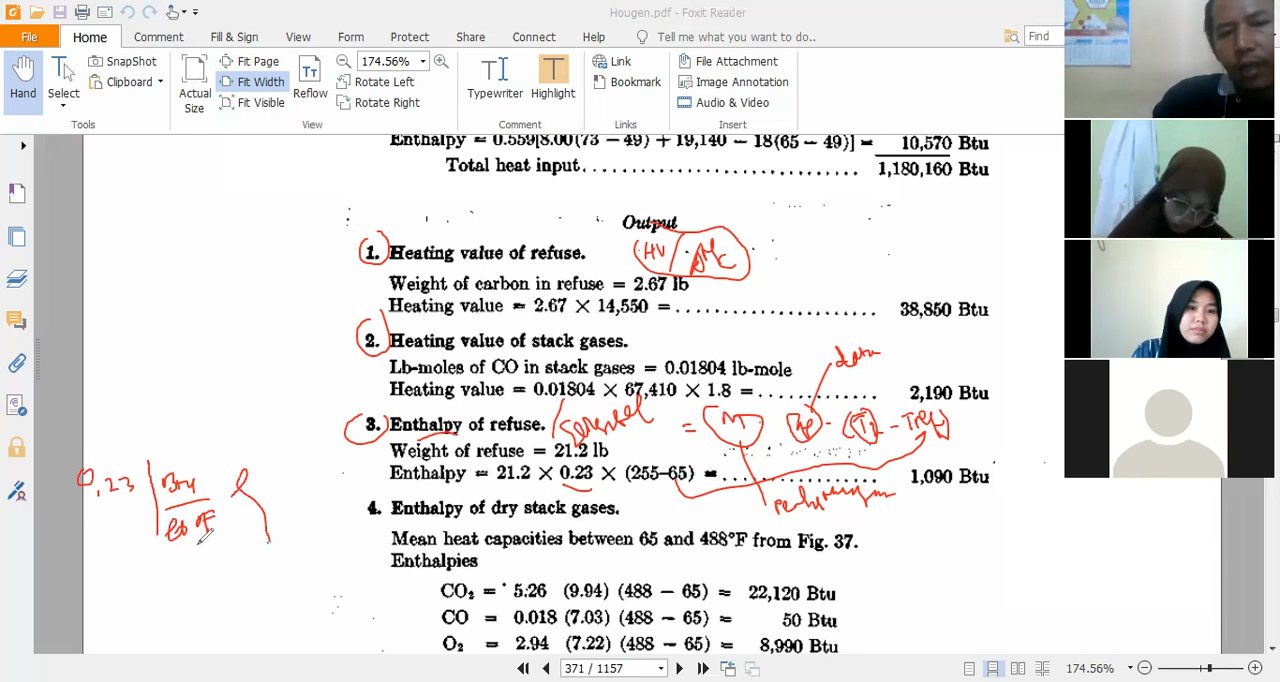 Hougen.pdf - Foxit Reader
File Home Comment Fill & Sign View Form Protect Share Connect Help Tell me what you want to do.. Find
Hand
Select
SnapShot
Clipboard
Tools
Actual Size
Fit Page
Fit Width
Fit Visible
Reflow
174.56%
Rotate Left
Rotate Right
View
Typewriter
Highlight
Comment
Link
Bookmark
Links
File Attachment
Image Annotation
Audio & Video
Insert
Enthalpy = 0.559[8.00(73 − 49) + 19,140 − 18(65 − 49)] = 10,570 Btu
Total heat input. . . . . . . . . . . . . . . . . . . . . . . . . . . . . 1,180,160 Btu
Output
1. Heating value of refuse. HV/ΔHc
Weight of carbon in refuse = 2.67 lb
Heating value = 2.67 × 14,550 = . . . . . . . . . . . . . . . . . . . . . 38,850 Btu
2. Heating value of stack gases.
Lb-moles of CO in stack gases = 0.01804 lb-mole
Heating value = 0.01804 × 67,410 × 1.8 = . . . . . . . . . . . . 2,190 Btu
3. Enthalpy of refuse. = m
Weight of refuse = 21.2 lb
Enthalpy = 21.2 × 0.23 × (255–65) = . . . . . . . . . . . . . . . . . 1,090 Btu
0,23 Btu
lb °F
4. Enthalpy of dry stack gases.
Mean heat capacities between 65 and 488°F from Fig. 37.
Enthalpies
CO₂ = 5.26 (9.94) (488 − 65) = 22,120 Btu
CO = 0.018 (7.03) (488 − 65) = 50 Btu
O₂ = 2.94 (7.22) (488 − 65) = 8,990 Btu
371 / 1157
174.56%